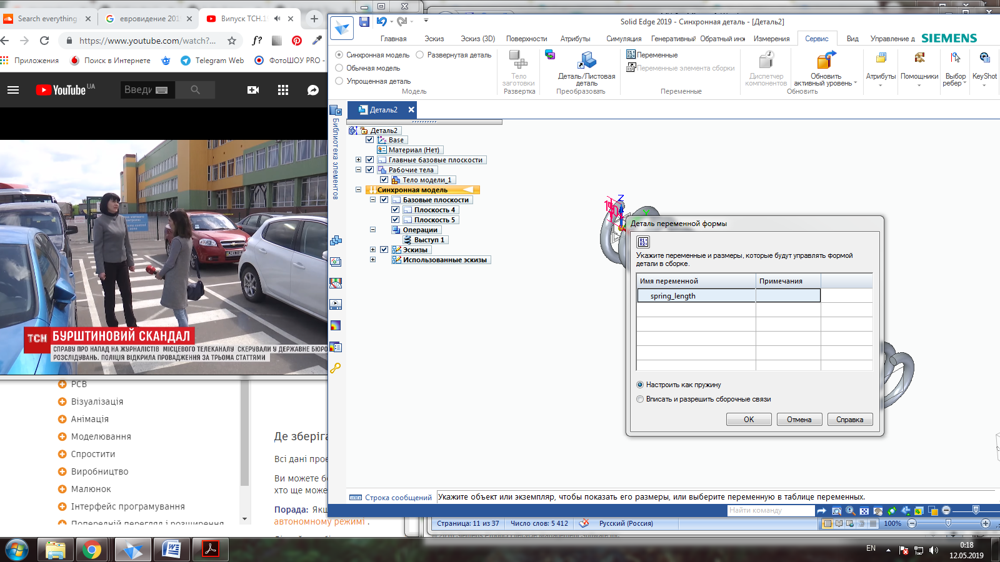 Search everything
евровидение 201
Випуск ТСН.1
Solid Edge 2019 - Синхронная деталь - [Деталь2]
Главная
Эскиз
Эскиз (3D)
Поверхности
Атрибуты
Симуляция
Генеративный
Обратный инж
Измерения
Сервис
Вид
Управление д
SIEMENS
https://www.youtube.com/watch?...
f?
Приложения
Поиск в Интернете
Telegram Web
ФотоШОУ PRO -
Синхронная модель
Развернутая деталь
Обычная модель
Упрощенная деталь
Модель
Тело заготовки
Развертка
Деталь/Листовая деталь
Преобразовать
Переменные
Переменные элемента сборки
Переменные
Диспетчер компонентов
Обновить активный уровень
Обновить
Атрибуты
Помощники
Выбор ребер
KeyShot
YouTube UA
Введи
Деталь2
Библиотека элементов
Деталь2
Base
Материал (Нет)
Главные базовые плоскости
Рабочие тела
Тело модели_1
Синхронная модель
Базовые плоскости
Плоскость 4
Плоскость 5
Операции
Выступ 1
Эскизы
Использованные эскизы
Z
Деталь переменной формы
Укажите переменные и размеры, которые будут управлять формой
детали в сборке.
Имя переменной
Примечания
spring_length
Настроить как пружину
Вписать и разрешить сборочные связи
OK
Отмена
Справка
ТСН
БУРШТИНОВИЙ СКАНДАЛ
СПРАВУ ПРО НАПАД НА ЖУРНАЛІСТІВ МІСЦЕВОГО ТЕЛЕКАНАЛУ СКЕРУВАЛИ У ДЕРЖАВНЕ БЮРО
РОЗСЛІДУВАНЬ. ПОЛІЦІЯ ВІДКРИЛА ПРОВАДЖЕННЯ ЗА ТРЬОМА СТАТТЯМИ
PCB
Візуалізація
Анімація
Моделювання
Спростити
Виробництво
Малюнок
Інтерфейс програмування
Попередній перегляд і розширення
Де зберіга
Всі дані прое
Ви можете б
хто ще може
Порада: Якщ
автономному режимі .
Строка сообщений
Укажите объект или экземпляр, чтобы показать его размеры, или выберите переменную в таблице переменных.
Найти команду
Страница: 11 из 37
Число слов: 5 412
Русский (Россия)
100%
EN
0:18
12.05.2019